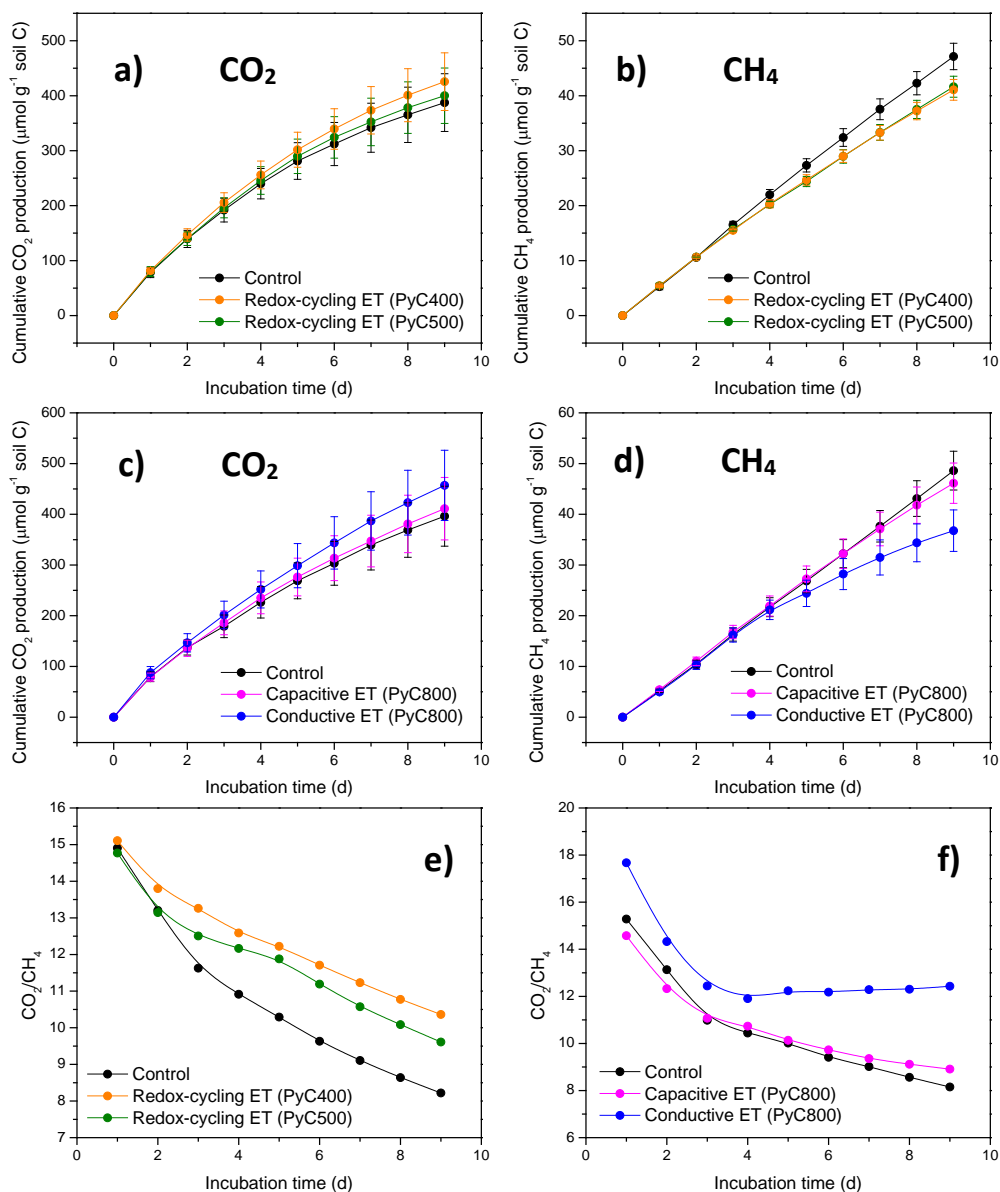 a) CO₂
Cumulative CO₂ production (μmol g⁻¹ soil C)
500
400
300
200
100
0
Control
Redox-cycling ET (PyC400)
Redox-cycling ET (PyC500)
0 2 4 6 8 10
Incubation time (d)
b) CH₄
Cumulative CH₄ production (μmol g⁻¹ soil C)
50
40
30
20
10
0
Control
Redox-cycling ET (PyC400)
Redox-cycling ET (PyC500)
0 2 4 6 8 10
Incubation time (d)
c) CO₂
Cumulative CO₂ production (μmol g⁻¹ soil C)
600
500
400
300
200
100
0
Control
Capacitive ET (PyC800)
Conductive ET (PyC800)
0 2 4 6 8 10
Incubation time (d)
d) CH₄
Cumulative CH₄ production (μmol g⁻¹ soil C)
60
50
40
30
20
10
0
Control
Capacitive ET (PyC800)
Conductive ET (PyC800)
0 2 4 6 8 10
Incubation time (d)
e)
CO₂/CH₄
16
15
14
13
12
11
10
9
8
7
Control
Redox-cycling ET (PyC400)
Redox-cycling ET (PyC500)
0 2 4 6 8 10
Incubation time (d)
f)
CO₂/CH₄
20
18
16
14
12
10
8
6
Control
Capacitive ET (PyC800)
Conductive ET (PyC800)
0 2 4 6 8 10
Incubation time (d)